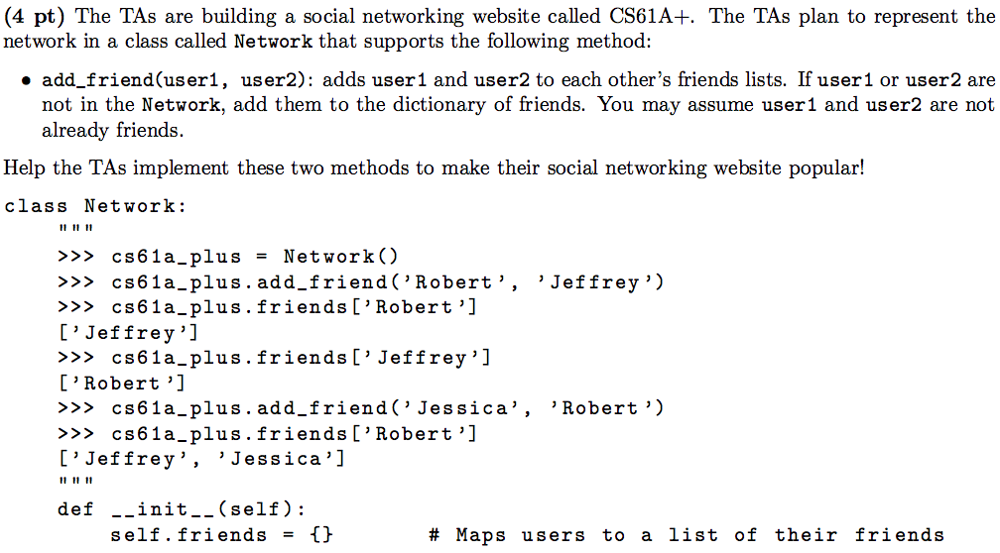 (4 pt) The TAs are building a social networking website called CS61A+. The TAs plan to represent the
network in a class called Network that supports the following method:
• add_friend(user1, user2): adds user1 and user2 to each other's friends lists. If user1 or user2 are
not in the Network, add them to the dictionary of friends. You may assume user1 and user2 are not
already friends.
Help the TAs implement these two methods to make their social networking website popular!
class Network:
    """
    >>> cs61a_plus = Network()
    >>> cs61a_plus.add_friend('Robert', 'Jeffrey')
    >>> cs61a_plus.friends['Robert']
    ['Jeffrey']
    >>> cs61a_plus.friends['Jeffrey']
    ['Robert']
    >>> cs61a_plus.add_friend('Jessica', 'Robert')
    >>> cs61a_plus.friends['Robert']
    ['Jeffrey', 'Jessica']
    """
    def __init__(self):
        self.friends = {}        # Maps users to a list of their friends